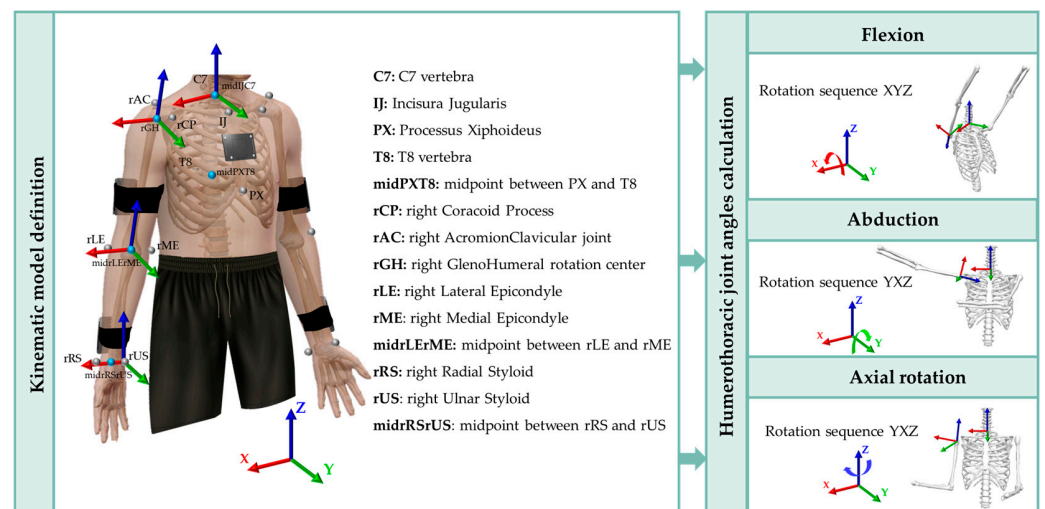 Kinematic model definition
C7
midIJC7
rAC
rGH
rCP
IJ
T8
midPXT8
PX
rLE
rME
midrLErME
rRS
rUS
midrRSrUS
Z
X
Y
C7: C7 vertebra
IJ: Incisura Jugularis
PX: Processus Xiphoideus
T8: T8 vertebra
midPXT8: midpoint between PX and T8
rCP: right Coracoid Process
rAC: right AcromionClavicular joint
rGH: right GlenoHumeral rotation center
rLE: right Lateral Epicondyle
rME: right Medial Epicondyle
midrLErME: midpoint between rLE and rME
rRS: right Radial Styloid
rUS: right Ulnar Styloid
midrRSrUS: midpoint between rRS and rUS
Humerothoracic joint angles calculation
Flexion
Rotation sequence XYZ
Z
X
Y
Abduction
Rotation sequence YXZ
Z
X
Y
Axial rotation
Rotation sequence YXZ
Z
X
Y